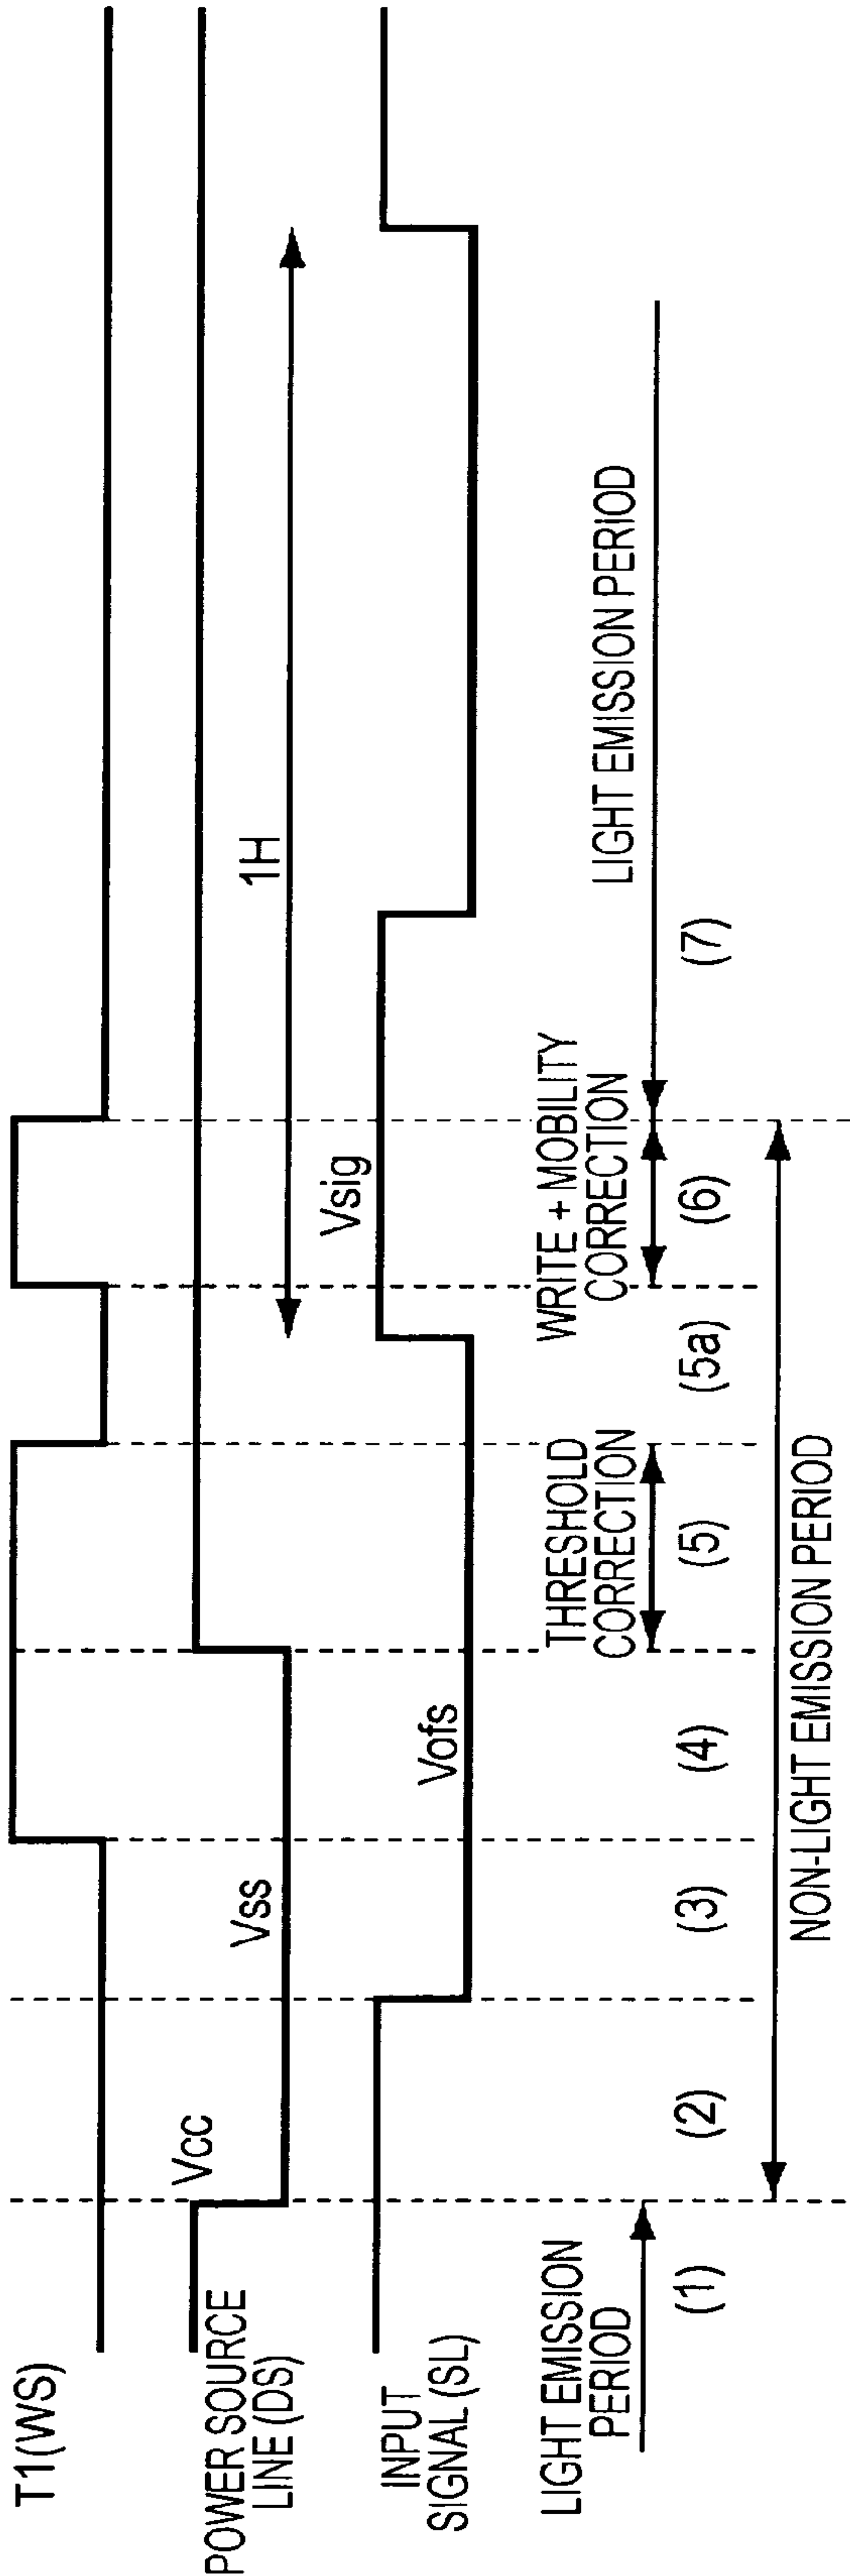 T1(WS)
POWER SOURCE
LINE (DS)
Vcc
Vss
1H
INPUT
SIGNAL (SL)
Vofs
Vsig
LIGHT EMISSION
PERIOD
THRESHOLD
CORRECTION
WRITE + MOBILITY
CORRECTION
LIGHT EMISSION PERIOD
(1)
(2)
(3)
(4)
(5)
(5a)
(6)
(7)
NON-LIGHT EMISSION PERIOD